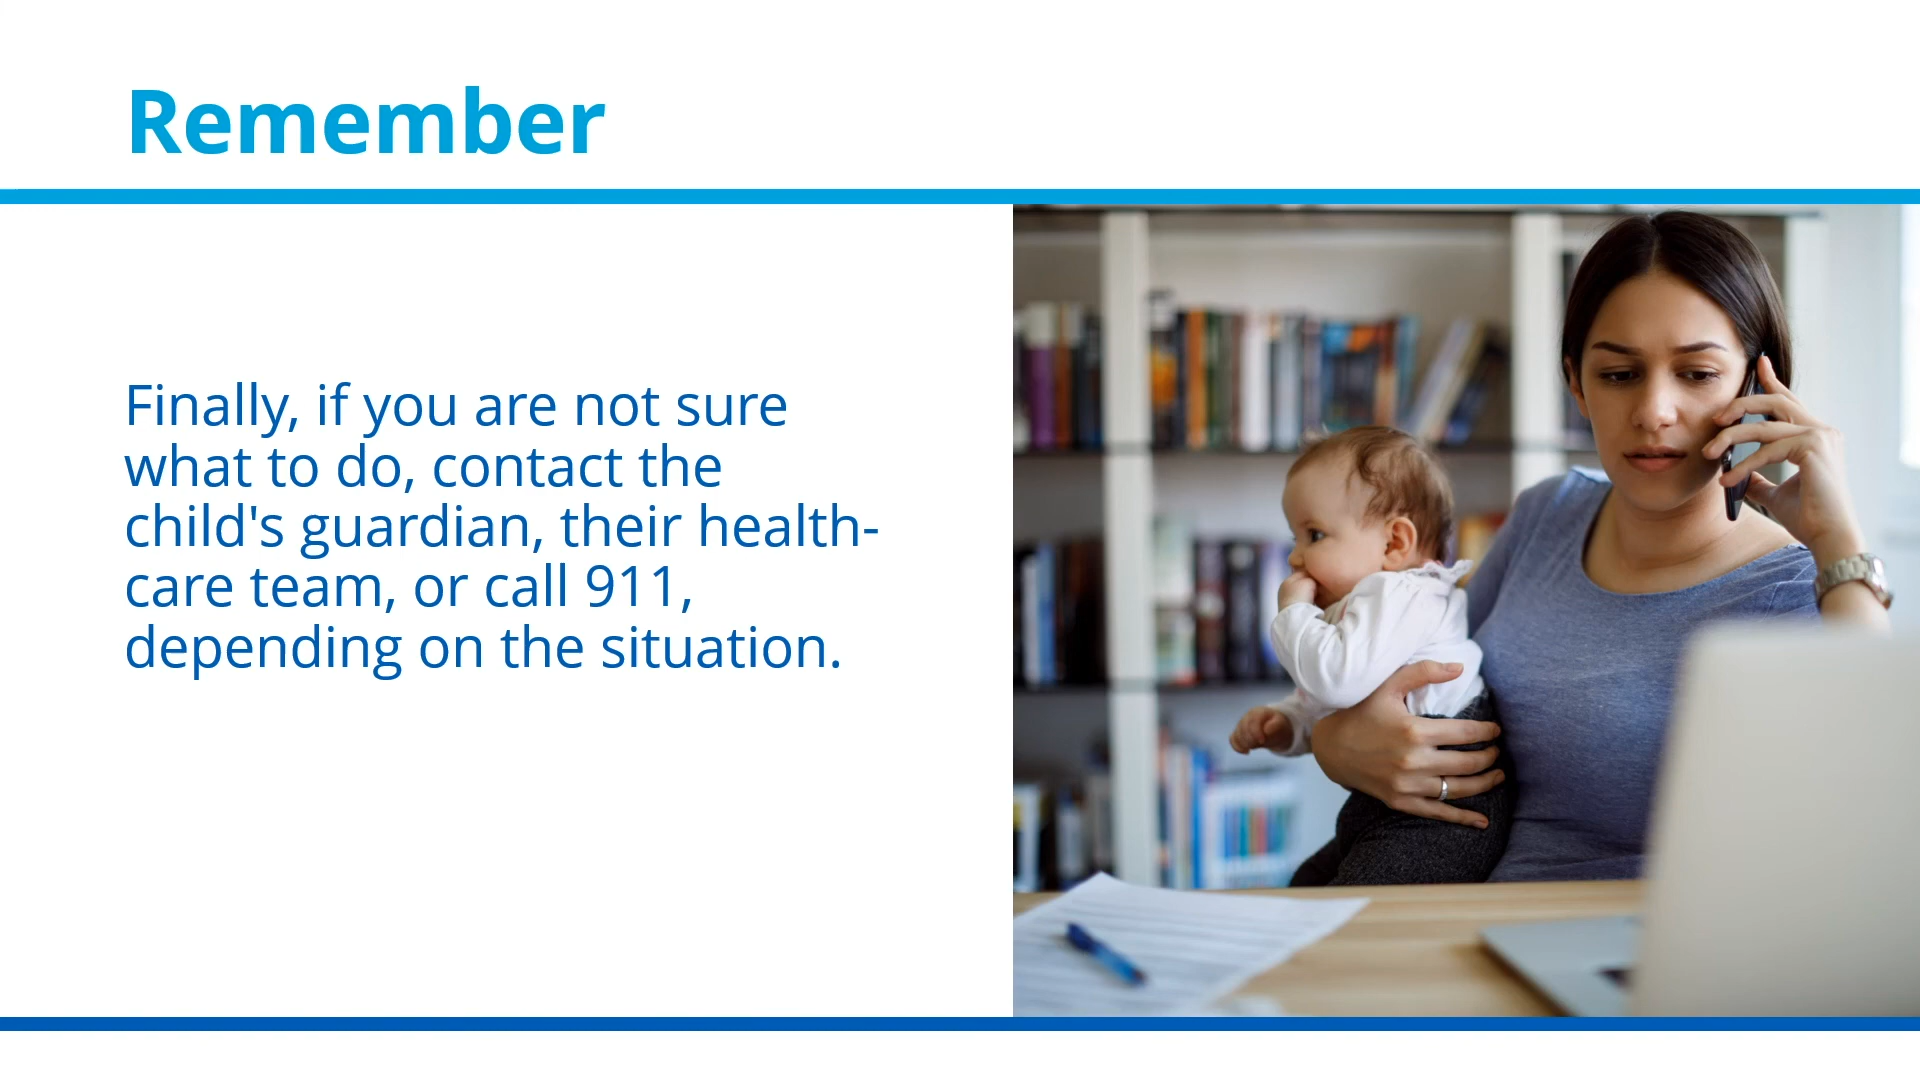 Remember
Finally, if you are not sure
what to do, contact the
child's guardian, their health-
care team, or call 911,
depending on the situation.